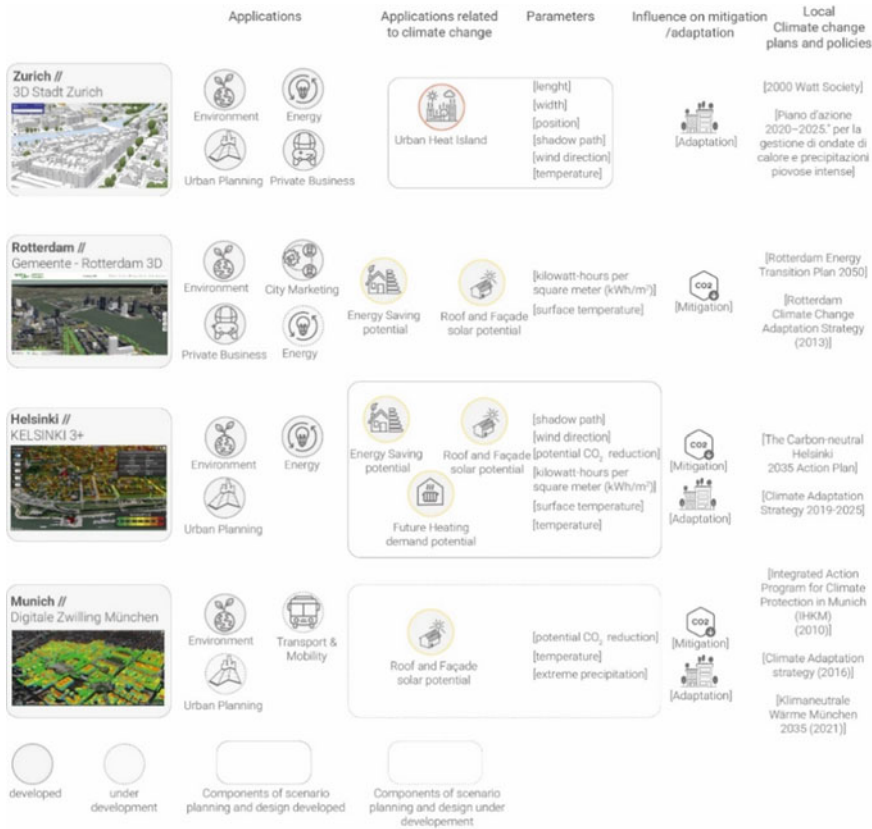 Applications
Applications related
to climate change
Parameters
Influence on mitigation
/adaptation
Local
Climate change
plans and policies
Zurich //
3D Stadt Zurich
Environment
Energy
Urban Planning
Private Business
Urban Heat Island
[lenght]
[width]
[position]
[shadow path]
[wind direction]
[temperature]
[Adaptation]
[2000 Watt Society]
[Piano d'azione
2020–2025." per la
gestione di ondate di
calore e precipitazioni
piovose intense]
Rotterdam //
Gemeente - Rotterdam 3D
Environment
City Marketing
Private Business
Energy
Energy Saving
potential
Roof and Façade
solar potential
[kilowatt-hours per
square meter (kWh/m²)]
[surface temperature]
CO2
[Mitigation]
[Rotterdam Energy
Transition Plan 2050]
[Rotterdam
Climate Change
Adaptation Strategy
(2013)]
Helsinki //
KELSINKI 3+
Environment
Energy
Urban Planning
Energy Saving
potential
Roof and Façade
solar potential
Future Heating
demand potential
[shadow path]
[wind direction]
[potential CO₂ reduction]
[kilowatt-hours per
square meter (kWh/m²)]
[surface temperature]
[temperature]
CO2
[Mitigation]
[Adaptation]
[The Carbon-neutral
Helsinki
2035 Action Plan]
[Climate Adaptation
Strategy 2019-2025]
Munich //
Digitale Zwilling München
Environment
Transport &
Mobility
Urban Planning
Roof and Façade
solar potential
[potential CO₂ reduction]
[temperature]
[extreme precipitation]
CO2
[Mitigation]
[Adaptation]
[Integrated Action
Program for Climate
Protection in Munich
(IHKM)
(2010)]
[Climate Adaptation
strategy (2016)]
[Klimaneutrale
Wärme München
2035 (2021)]
developed
under
development
Components of scenario
planning and design developed
Components of scenario
planning and design under
developement